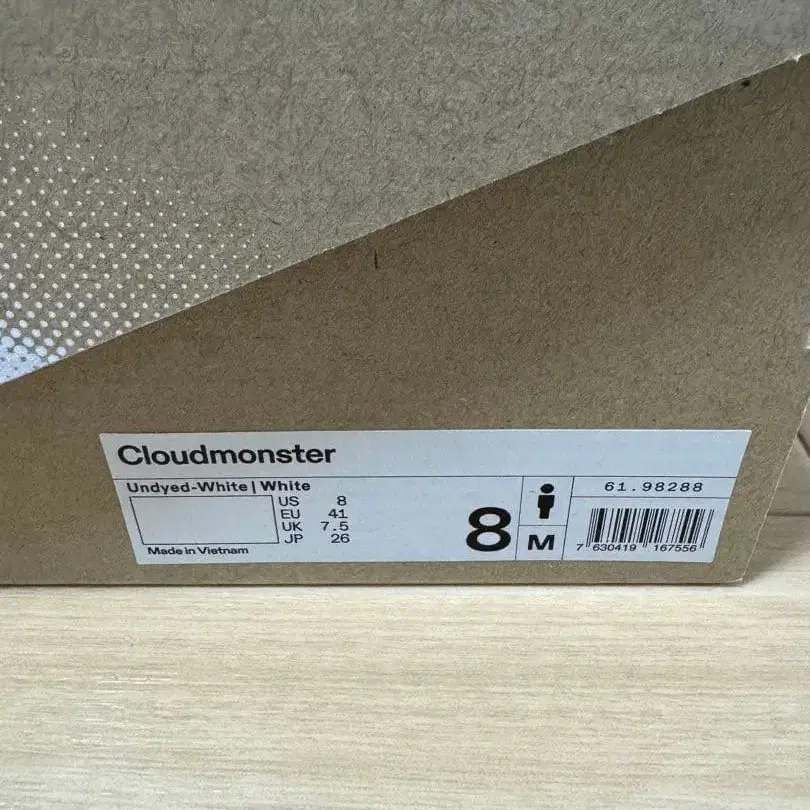 Cloudmonster
Undyed-White | White
US 8
EU 41
UK 7.5
JP 26
Made in Vietnam
8
M
61.98288
7 630419 167556